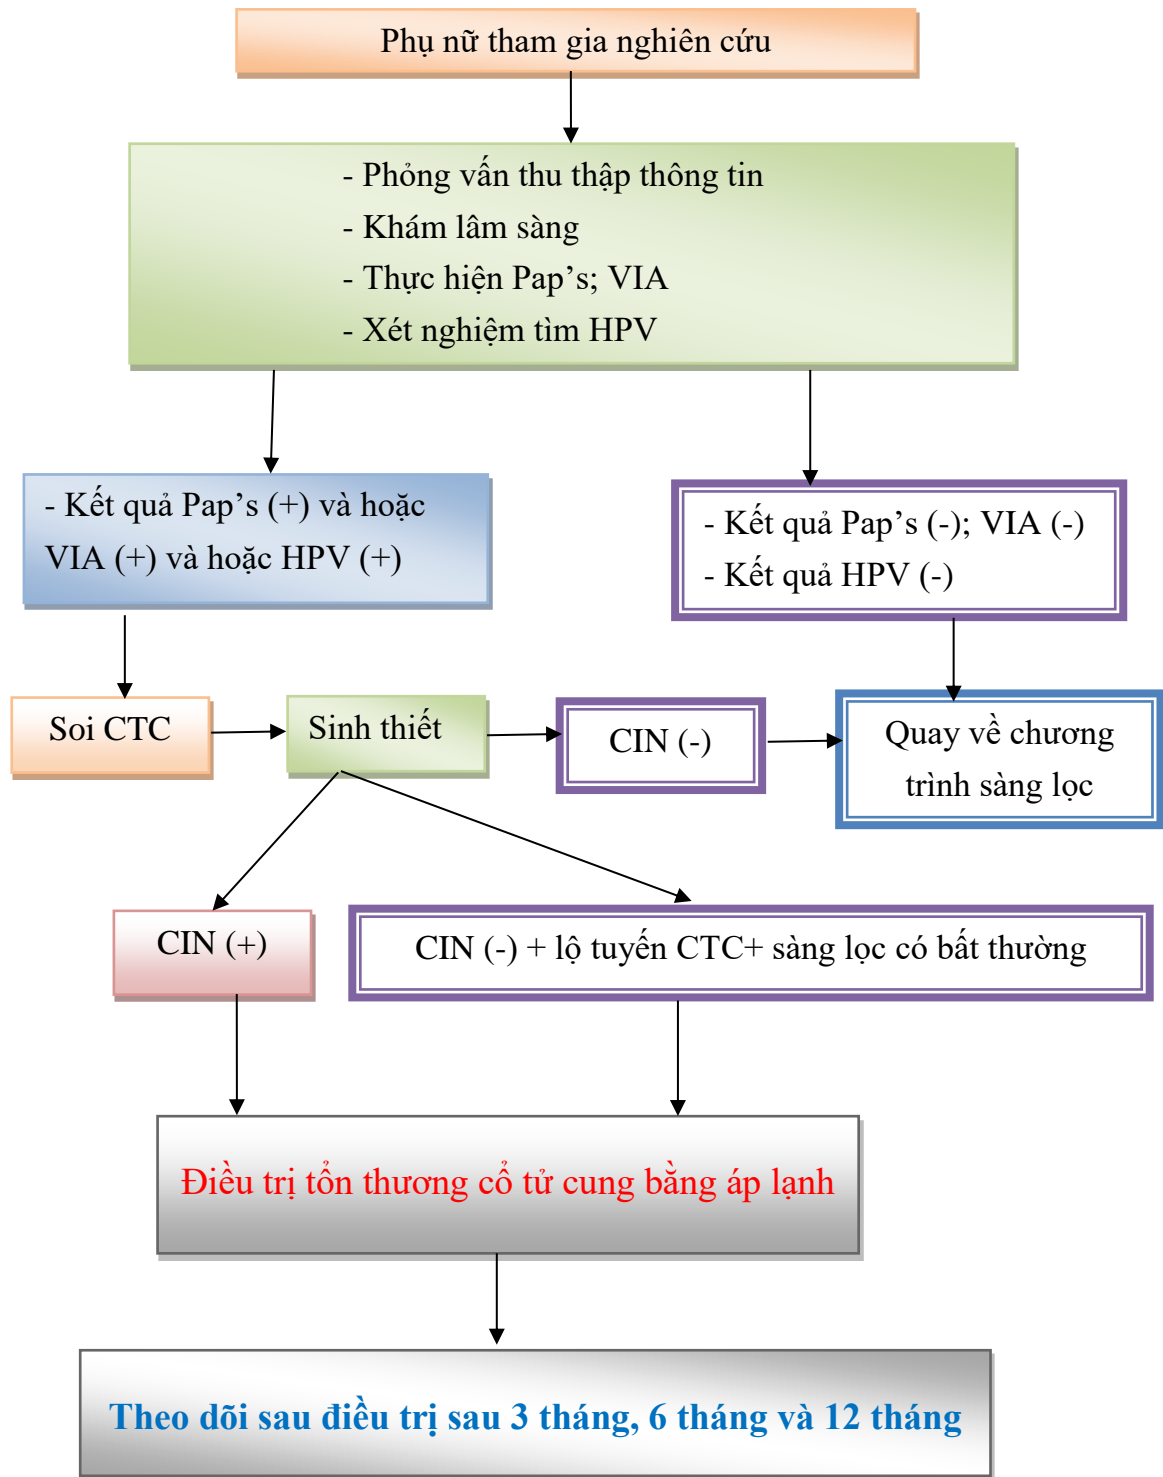 Phụ nữ tham gia nghiên cứu
- Phỏng vấn thu thập thông tin
- Khám lâm sàng
- Thực hiện Pap’s; VIA
- Xét nghiệm tìm HPV
- Kết quả Pap’s (+) và hoặc
VIA (+) và hoặc HPV (+)
- Kết quả Pap’s (-); VIA (-)
- Kết quả HPV (-)
Soi CTC
Sinh thiết
CIN (-)
Quay về chương
trình sàng lọc
CIN (+)
CIN (-) + lộ tuyến CTC+ sàng lọc có bất thường
Điều trị tổn thương cổ tử cung bằng áp lạnh
Theo dõi sau điều trị sau 3 tháng, 6 tháng và 12 tháng